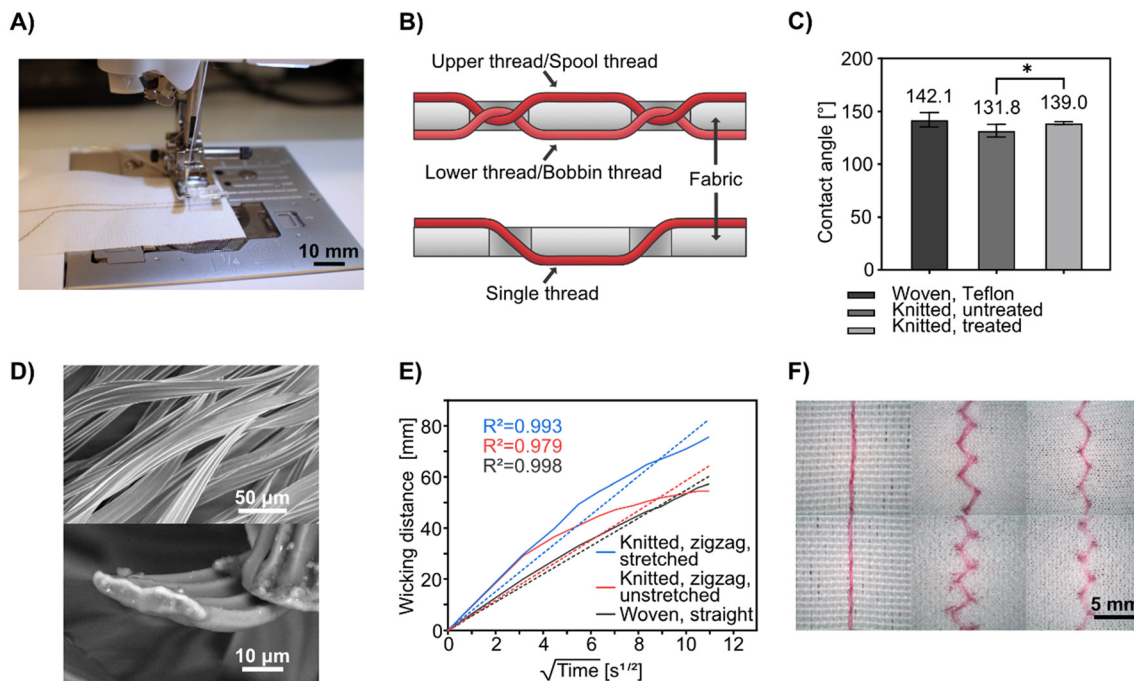 A)
10 mm
B)
Upper thread/Spool thread
Lower thread/Bobbin thread
Fabric
Single thread
C)
Contact angle [°]
200
150
100
50
0
142.1
131.8
139.0
*
Woven, Teflon
Knitted, untreated
Knitted, treated
D)
50 µm
10 µm
E)
Wicking distance [mm]
80
60
40
20
0
R²=0.993
R²=0.979
R²=0.998
Knitted, zigzag,
stretched
Knitted, zigzag,
unstretched
Woven, straight
0 2 4 6 8 10 12
√Time [s¹/²]
F)
5 mm